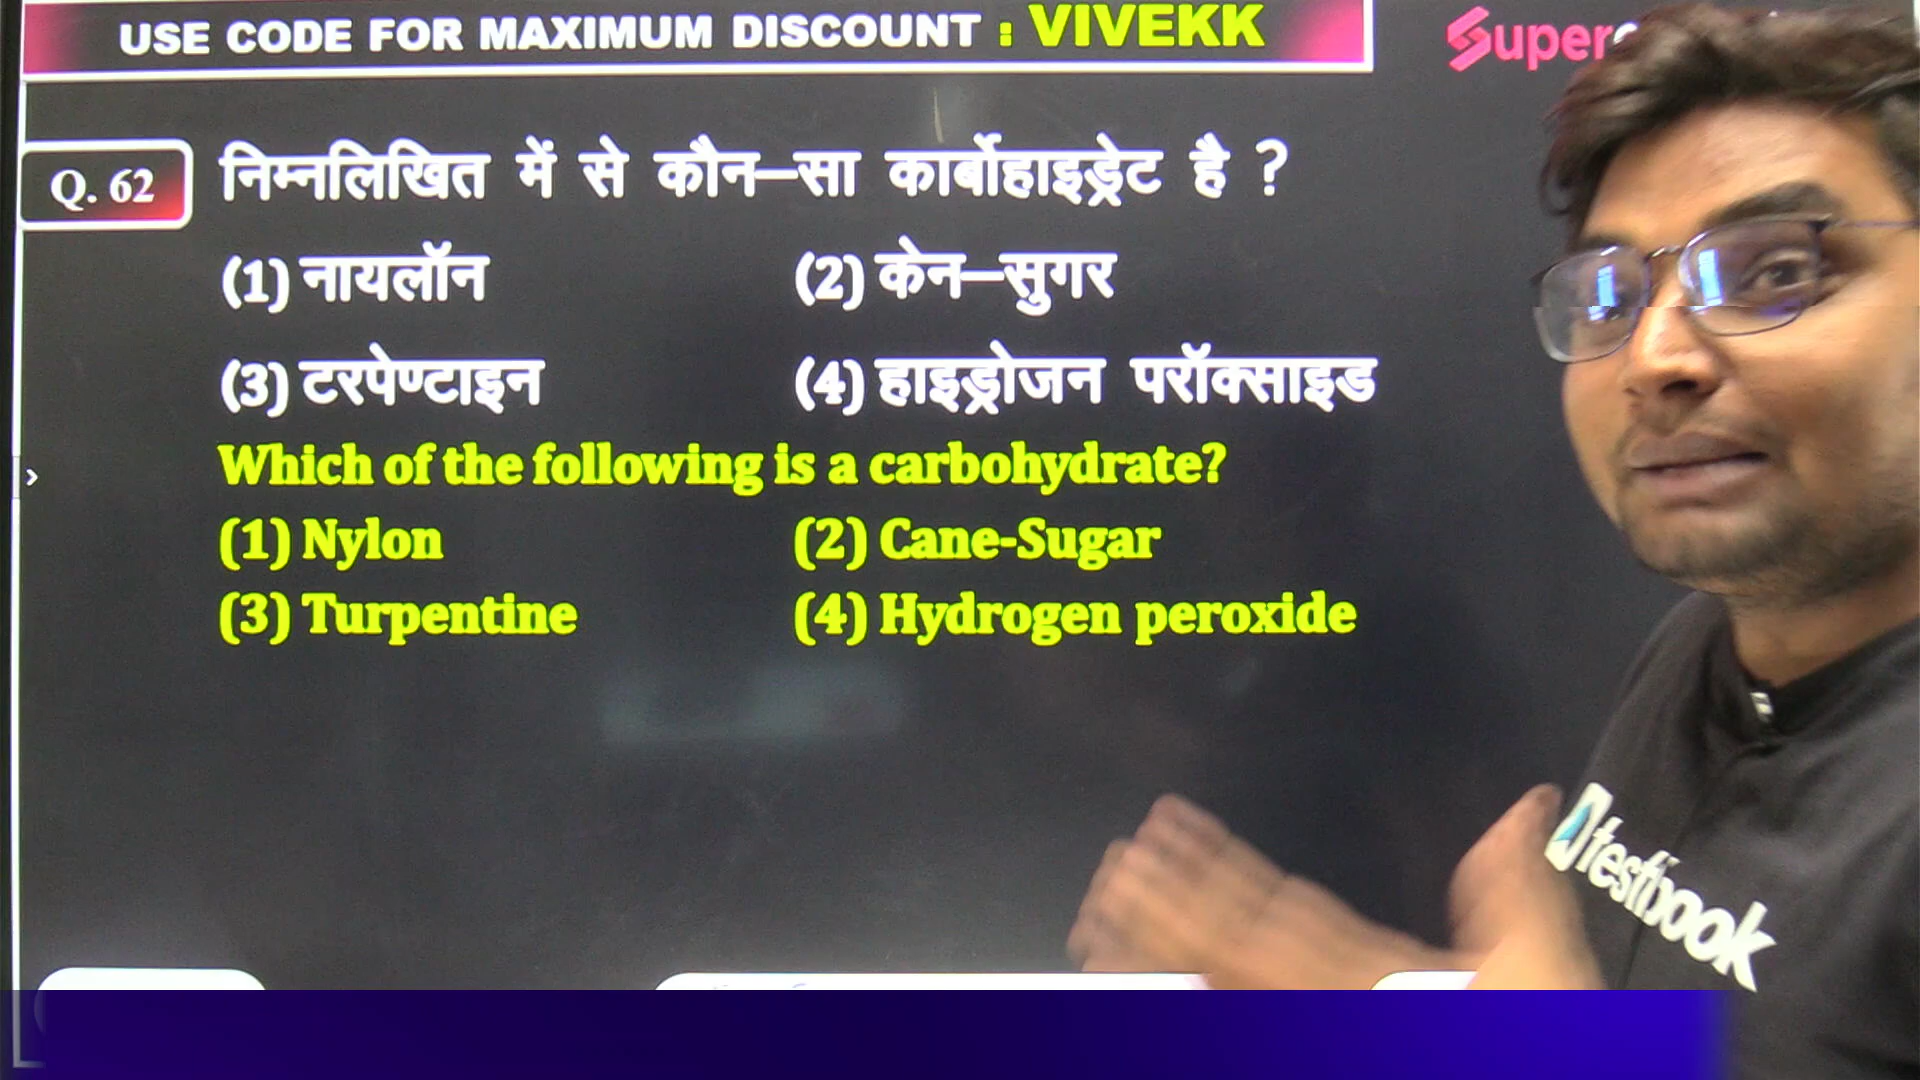 USE CODE FOR MAXIMUM DISCOUNT : VIVEKK
Super
Q. 62 निम्नलिखित में से कौन–सा कार्बोहाइड्रेट है ?
(1) नायलॉन (2) केन–सुगर
(3) टरपेण्टाइन (4) हाइड्रोजन परॉक्साइड
Which of the following is a carbohydrate?
(1) Nylon (2) Cane-Sugar
(3) Turpentine (4) Hydrogen peroxide
testbook